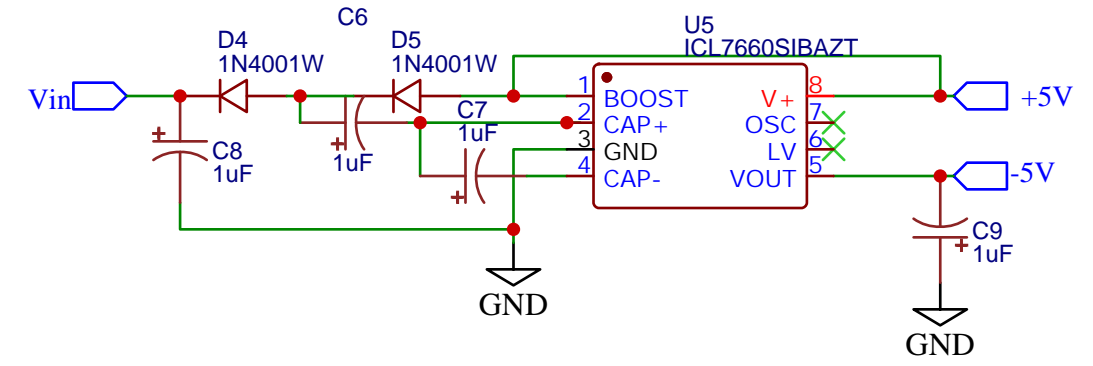 C6
U5
ICL7660SIBAZT
D4
1N4001W
D5
1N4001W
Vin
1
BOOST
V+
8
+5V
C7
1uF
2
CAP+
OSC
7
3
GND
LV
6
C8
1uF
1uF
4
CAP-
VOUT
5
-5V
C9
1uF
GND
GND